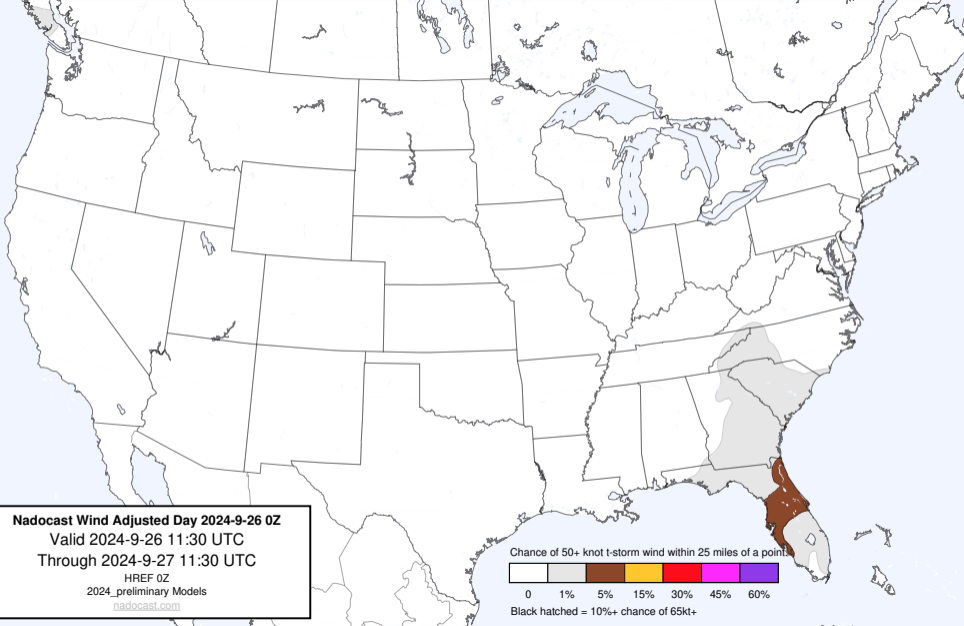 Nadocast Wind Adjusted Day 2024-9-26 0Z
Valid 2024-9-26 11:30 UTC
Through 2024-9-27 11:30 UTC
HREF 0Z
2024_preliminary Models
nadocast.com
Chance of 50+ knot t-storm wind within 25 miles of a point.
0 1% 5% 15% 30% 45% 60%
Black hatched = 10%+ chance of 65kt+